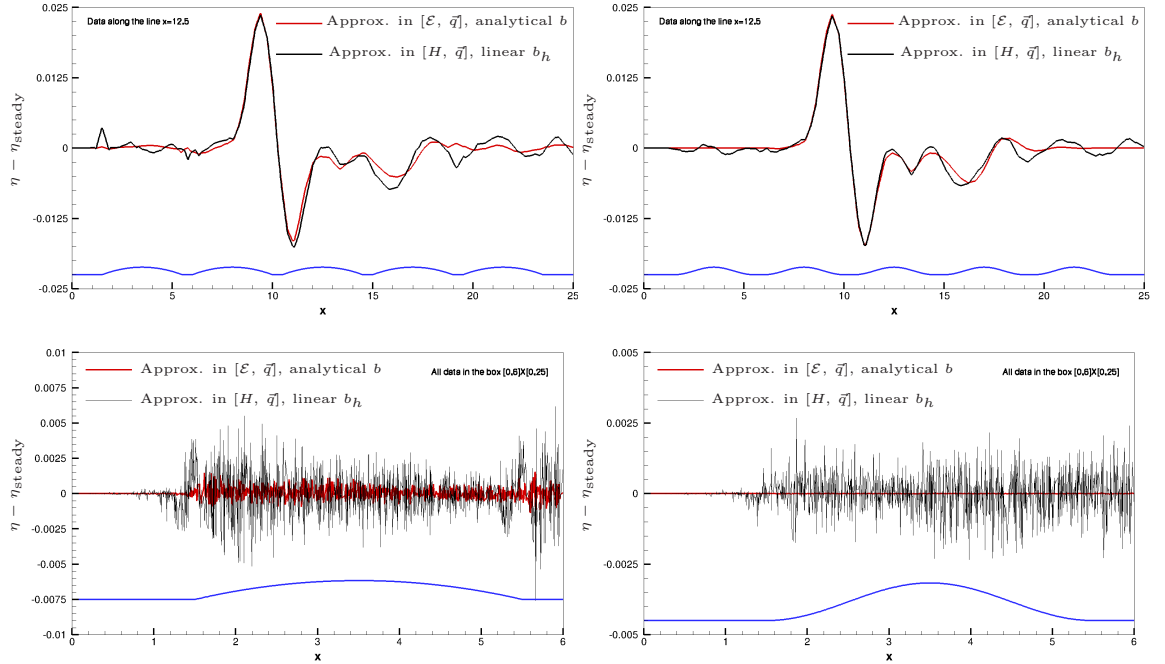 Data along the line x=12.5
Approx. in [ℰ, q⃗], analytical b
Approx. in [H, q⃗], linear b_h
η − η_steady
0.025
0.0125
0
-0.0125
-0.025
0 5 10 15 20 25
x
Data along the line x=12.5
Approx. in [ℰ, q⃗], analytical b
Approx. in [H, q⃗], linear b_h
η − η_steady
0.025
0.0125
0
-0.0125
-0.025
0 5 10 15 20 25
x
Approx. in [ℰ, q⃗], analytical b
All data in the box [0,6]X[0,25]
Approx. in [H, q⃗], linear b_h
η − η_steady
0.01
0.0075
0.005
0.0025
0
-0.0025
-0.005
-0.0075
-0.01
0 1 2 3 4 5 6
x
Approx. in [ℰ, q⃗], analytical b
All data in the box [0,6]X[0,25]
Approx. in [H, q⃗], linear b_h
η − η_steady
0.005
0.0025
0
-0.0025
-0.005
0 1 2 3 4 5 6
x